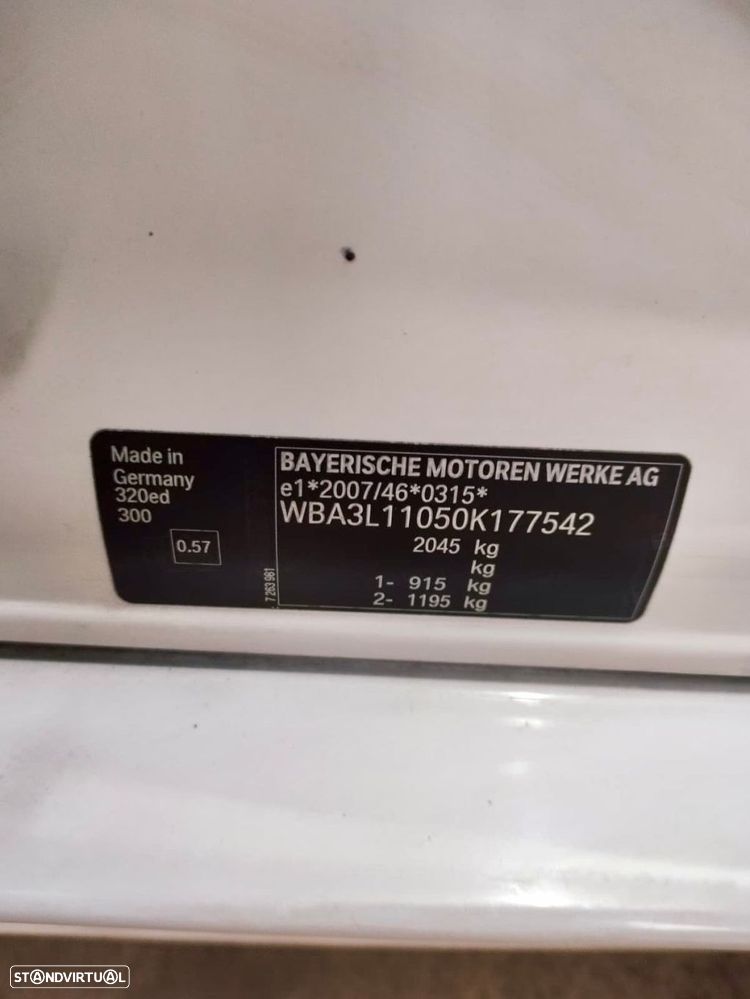 Made in
Germany
320ed
300
0.57
7 263 981
BAYERISCHE MOTOREN WERKE AG
e1*2007/46*0315*
WBA3L11050K177542
2045 kg
kg
1- 915 kg
2- 1195 kg
STANDVIRTUAL